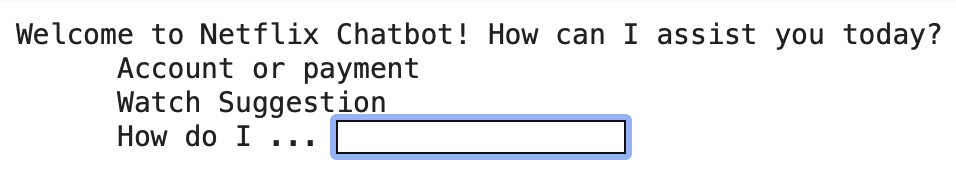 Welcome to Netflix Chatbot! How can I assist you today?
Account or payment
Watch Suggestion
How do I ...